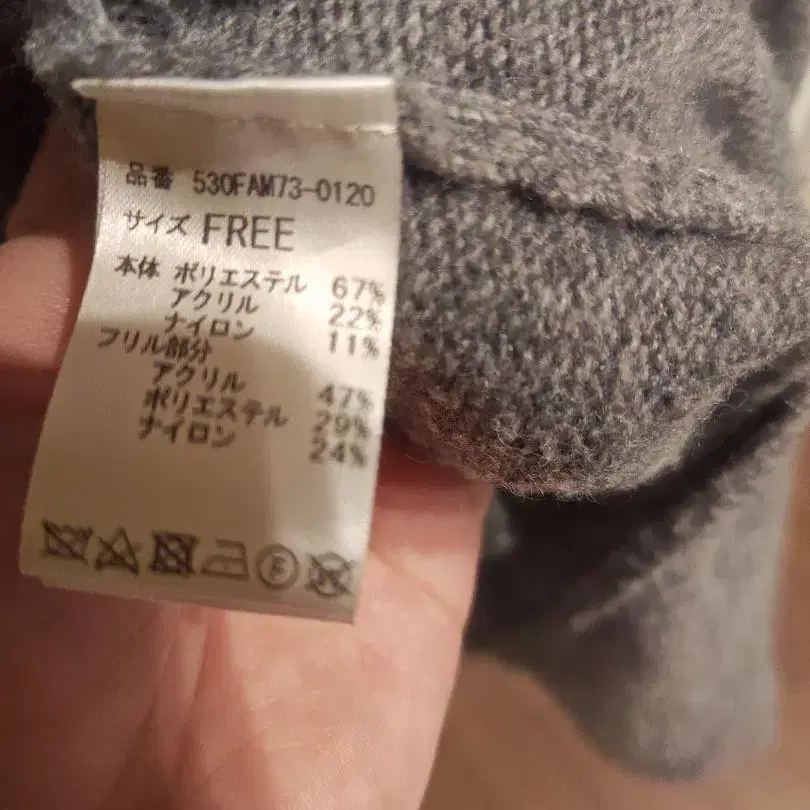 品番 530FAM73-0120
サイズ FREE
本体 ポリエステル 67%
アクリル 22%
ナイロン 11%
フリル部分
アクリル 47%
ポリエステル 29%
ナイロン 24%